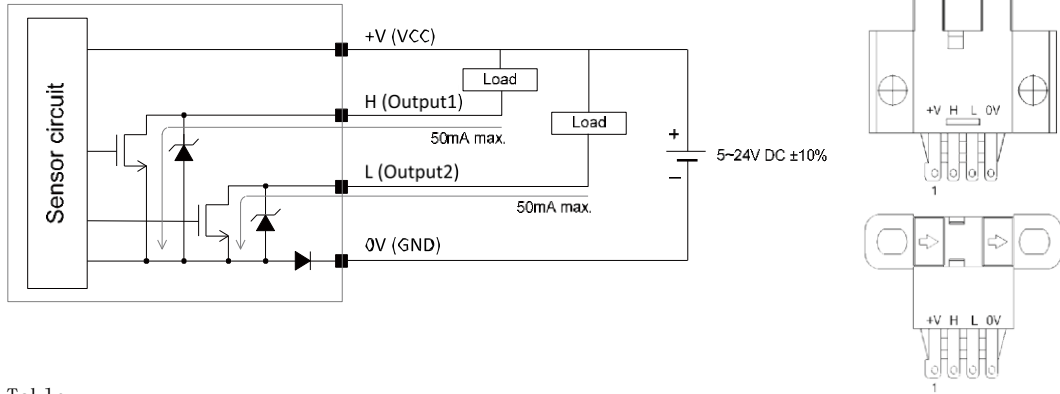 Sensor circuit
+V (VCC)
Load
H (Output1)
50mA max.
Load
L (Output2)
50mA max.
0V (GND)
+
−
5~24V DC ±10%
+V H L 0V
1
+V H L 0V
1